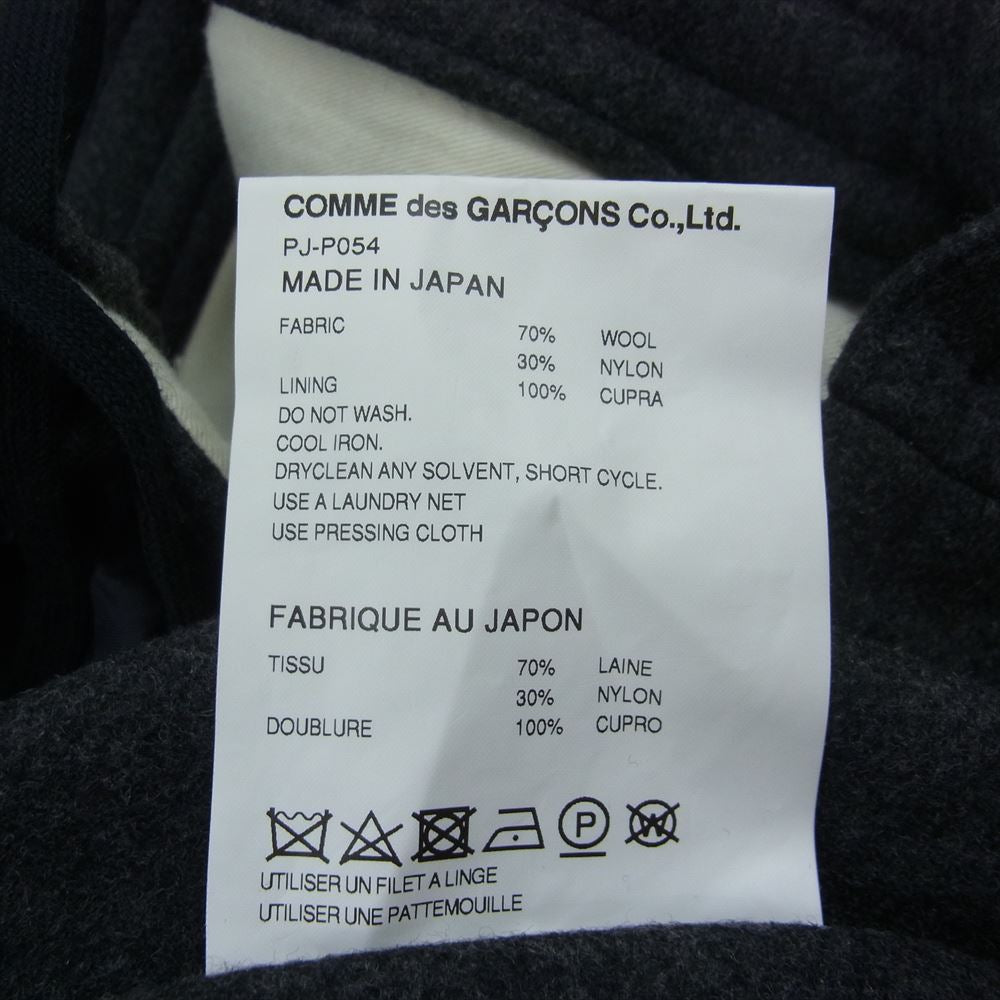 COMME des GARÇONS Co.,Ltd.
PJ-P054
MADE IN JAPAN
FABRIC 70% WOOL
30% NYLON
LINING 100% CUPRA
DO NOT WASH.
COOL IRON.
DRYCLEAN ANY SOLVENT, SHORT CYCLE.
USE A LAUNDRY NET
USE PRESSING CLOTH
FABRIQUE AU JAPON
TISSU 70% LAINE
30% NYLON
DOUBLURE 100% CUPRO
P W
UTILISER UN FILET A LINGE
UTILISER UNE PATTEMOUILLE